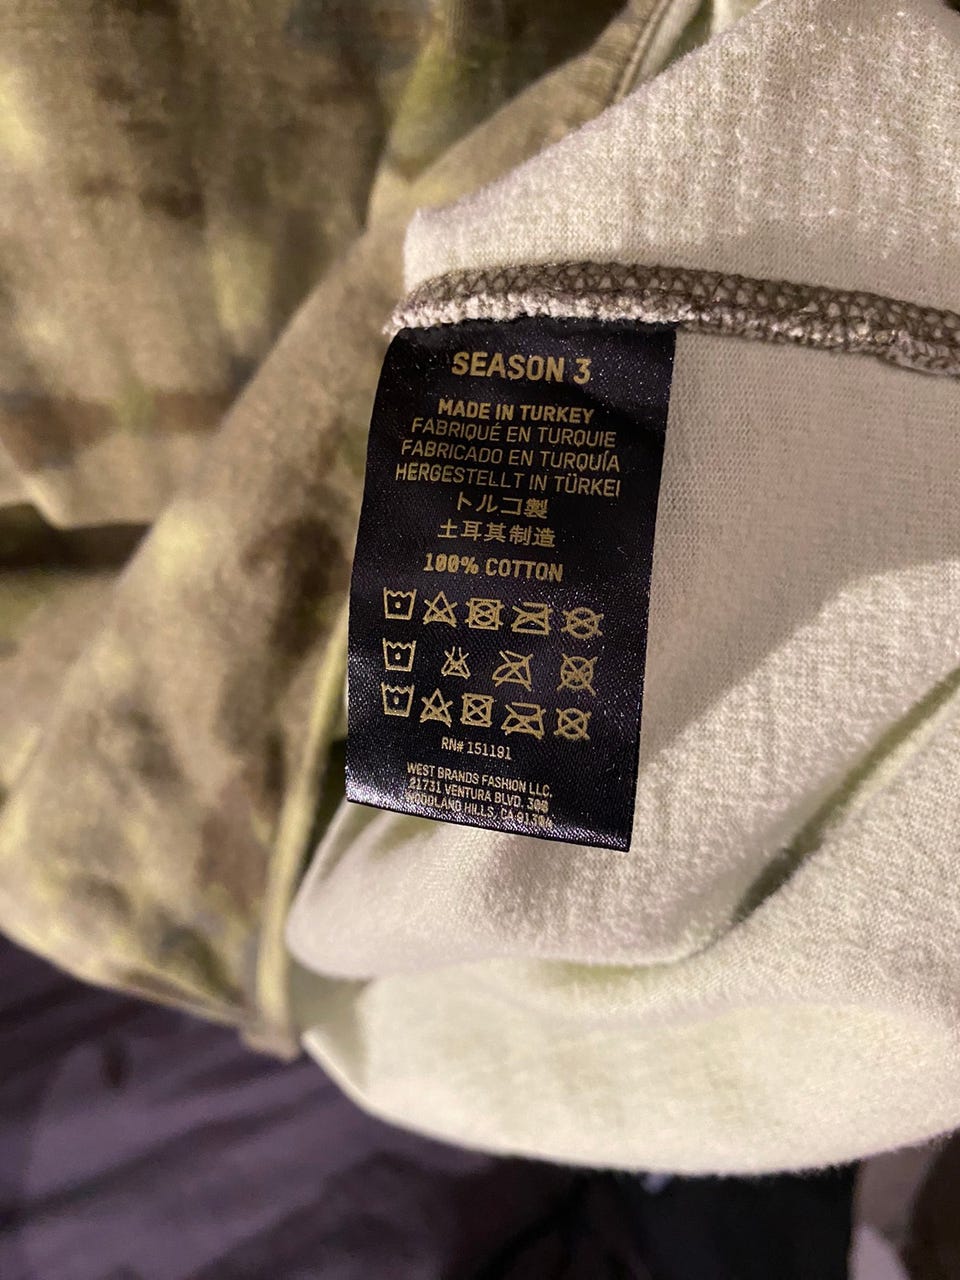 SEASON 3
MADE IN TURKEY
FABRIQUÉ EN TURQUIE
FABRICADO EN TURQUÍA
HERGESTELLT IN TÜRKEI
トルコ製
土耳其制造
100% COTTON
RN# 151191
WEST BRANDS FASHION LLC,
21731 VENTURA BLVD. 300
WOODLAND HILLS, CA 91364